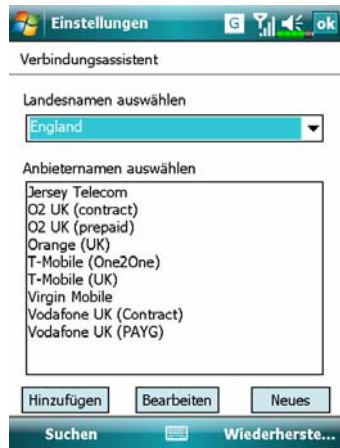 Einstellungen G ok
Verbindungsassistent
Landesnamen auswählen
England
Anbieternamen auswählen
Jersey Telecom
O2 UK (contract)
O2 UK (prepaid)
Orange (UK)
T-Mobile (One2One)
T-Mobile (UK)
Virgin Mobile
Vodafone UK (Contract)
Vodafone UK (PAYG)
Hinzufügen Bearbeiten Neues
Suchen Wiederherste...